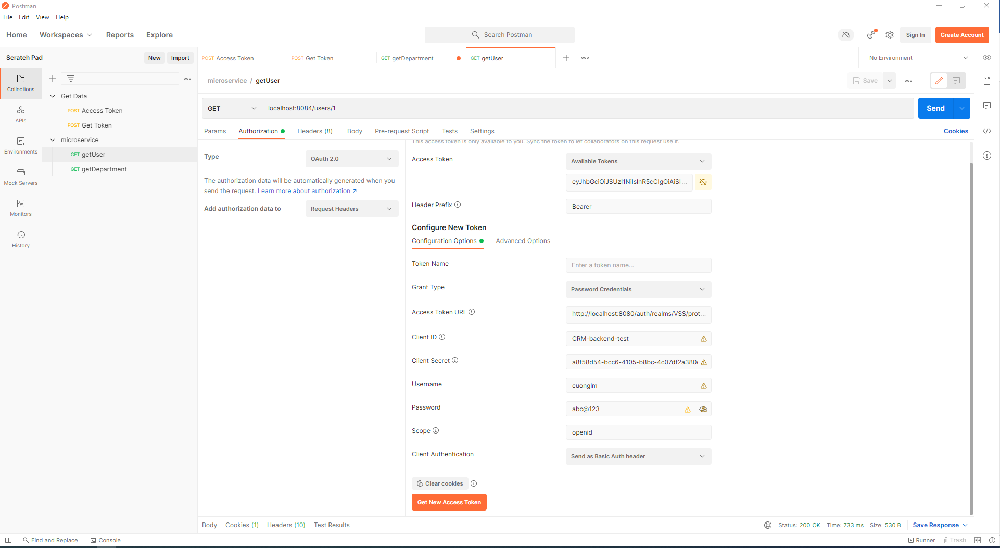 Postman
File Edit View Help
Home Workspaces Reports Explore
Search Postman
Sign In
Create Account
Scratch Pad
New
Import
POST Access Token
POST Get Token
GET getDepartment
GET getUser
No Environment
Collections
APIs
Environments
Mock Servers
Monitors
History
Get Data
POST Access Token
POST Get Token
microservice
GET getUser
GET getDepartment
microservice / getUser
Save
GET
localhost:8084/users/1
Send
Params Authorization Headers (8) Body Pre-request Script Tests Settings
Cookies
Type
OAuth 2.0
The authorization data will be automatically generated when you
send the request. Learn more about authorization ↗
Add authorization data to
Request Headers
This access token is only available to you. Sync the token to let collaborators on this request use it.
Access Token
Available Tokens
eyJhbGciOiJSUzI1NiIsInR5cCIgOiAiSl ...
Header Prefix
Bearer
Configure New Token
Configuration Options
Advanced Options
Token Name
Enter a token name...
Grant Type
Password Credentials
Access Token URL
http://localhost:8080/auth/realms/VSS/prot ...
Client ID
CRM-backend-test
Client Secret
a8f58d54-bcc6-4105-b8bc-4c07df2a380
Username
cuonglm
Password
abc@123
Scope
openid
Client Authentication
Send as Basic Auth header
Clear cookies
Get New Access Token
Body Cookies (1) Headers (10) Test Results
Status: 200 OK Time: 733 ms Size: 530 B
Save Response
Find and Replace
Console
Runner
Trash